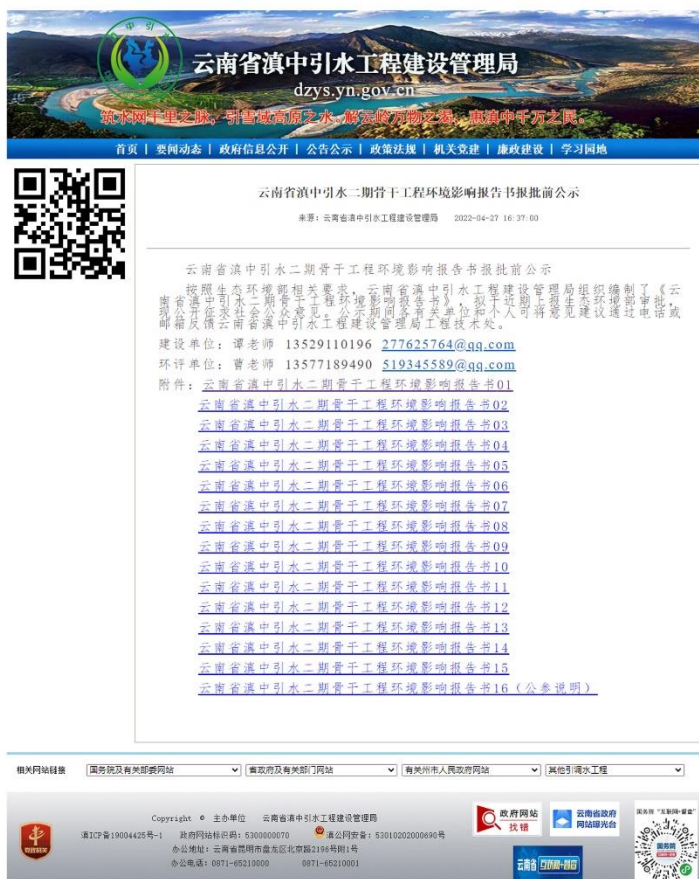 云南省滇中引水工程建设管理局
dzys.yn.gov.cn
筑水网千里之脉,引雪域高原之水。解云岭万物之渴,惠滇中千万之民。
首页 | 要闻动态 | 政府信息公开 | 公告公示 | 政策法规 | 机关党建 | 廉政建设 | 学习园地
云南省滇中引水二期骨干工程环境影响报告书报批前公示
来源:云南省滇中引水工程建设管理局 2022-04-27 16:37:00
云南省滇中引水二期骨干工程环境影响报告书报批前公示
按照生态环境部相关要求,云南省滇中引水工程建设管理局组织编制了《云
南省滇中引水二期骨干工程环境影响报告书》,拟于近期上报生态环境部审批,
现公开征求社会公众意见。公示期间各有关单位和个人可将意见建议通过电话或
邮箱反馈云南省滇中引水工程建设管理局工程技术处。
建设单位:谭老师 13529110196 277625764@qq.com
环评单位:曹老师 13577189490 519345589@qq.com
附件:云南省滇中引水二期骨干工程环境影响报告书01
云南省滇中引水二期骨干工程环境影响报告书02
云南省滇中引水二期骨干工程环境影响报告书03
云南省滇中引水二期骨干工程环境影响报告书04
云南省滇中引水二期骨干工程环境影响报告书05
云南省滇中引水二期骨干工程环境影响报告书06
云南省滇中引水二期骨干工程环境影响报告书07
云南省滇中引水二期骨干工程环境影响报告书08
云南省滇中引水二期骨干工程环境影响报告书09
云南省滇中引水二期骨干工程环境影响报告书10
云南省滇中引水二期骨干工程环境影响报告书11
云南省滇中引水二期骨干工程环境影响报告书12
云南省滇中引水二期骨干工程环境影响报告书13
云南省滇中引水二期骨干工程环境影响报告书14
云南省滇中引水二期骨干工程环境影响报告书15
云南省滇中引水二期骨干工程环境影响报告书16(公参说明)
相关网站链接 国务院及有关部委网站 省政府及有关部门网站 有关州市人民政府网站 其他引调水工程
Copyright © 主办单位 云南省滇中引水工程建设管理局
滇ICP备19004425号-1 政府网站标识码:5300000070 滇公网安备:53010202000690号
办公地址:云南省昆明市盘龙区北京路2198号附1号
办公电话:0871-65210000 0871-65210001
党政机关
政府网站
找错
云南省政府
网站曝光台
云南省 互联网+督查
国务院“互联网+督查”
国务院